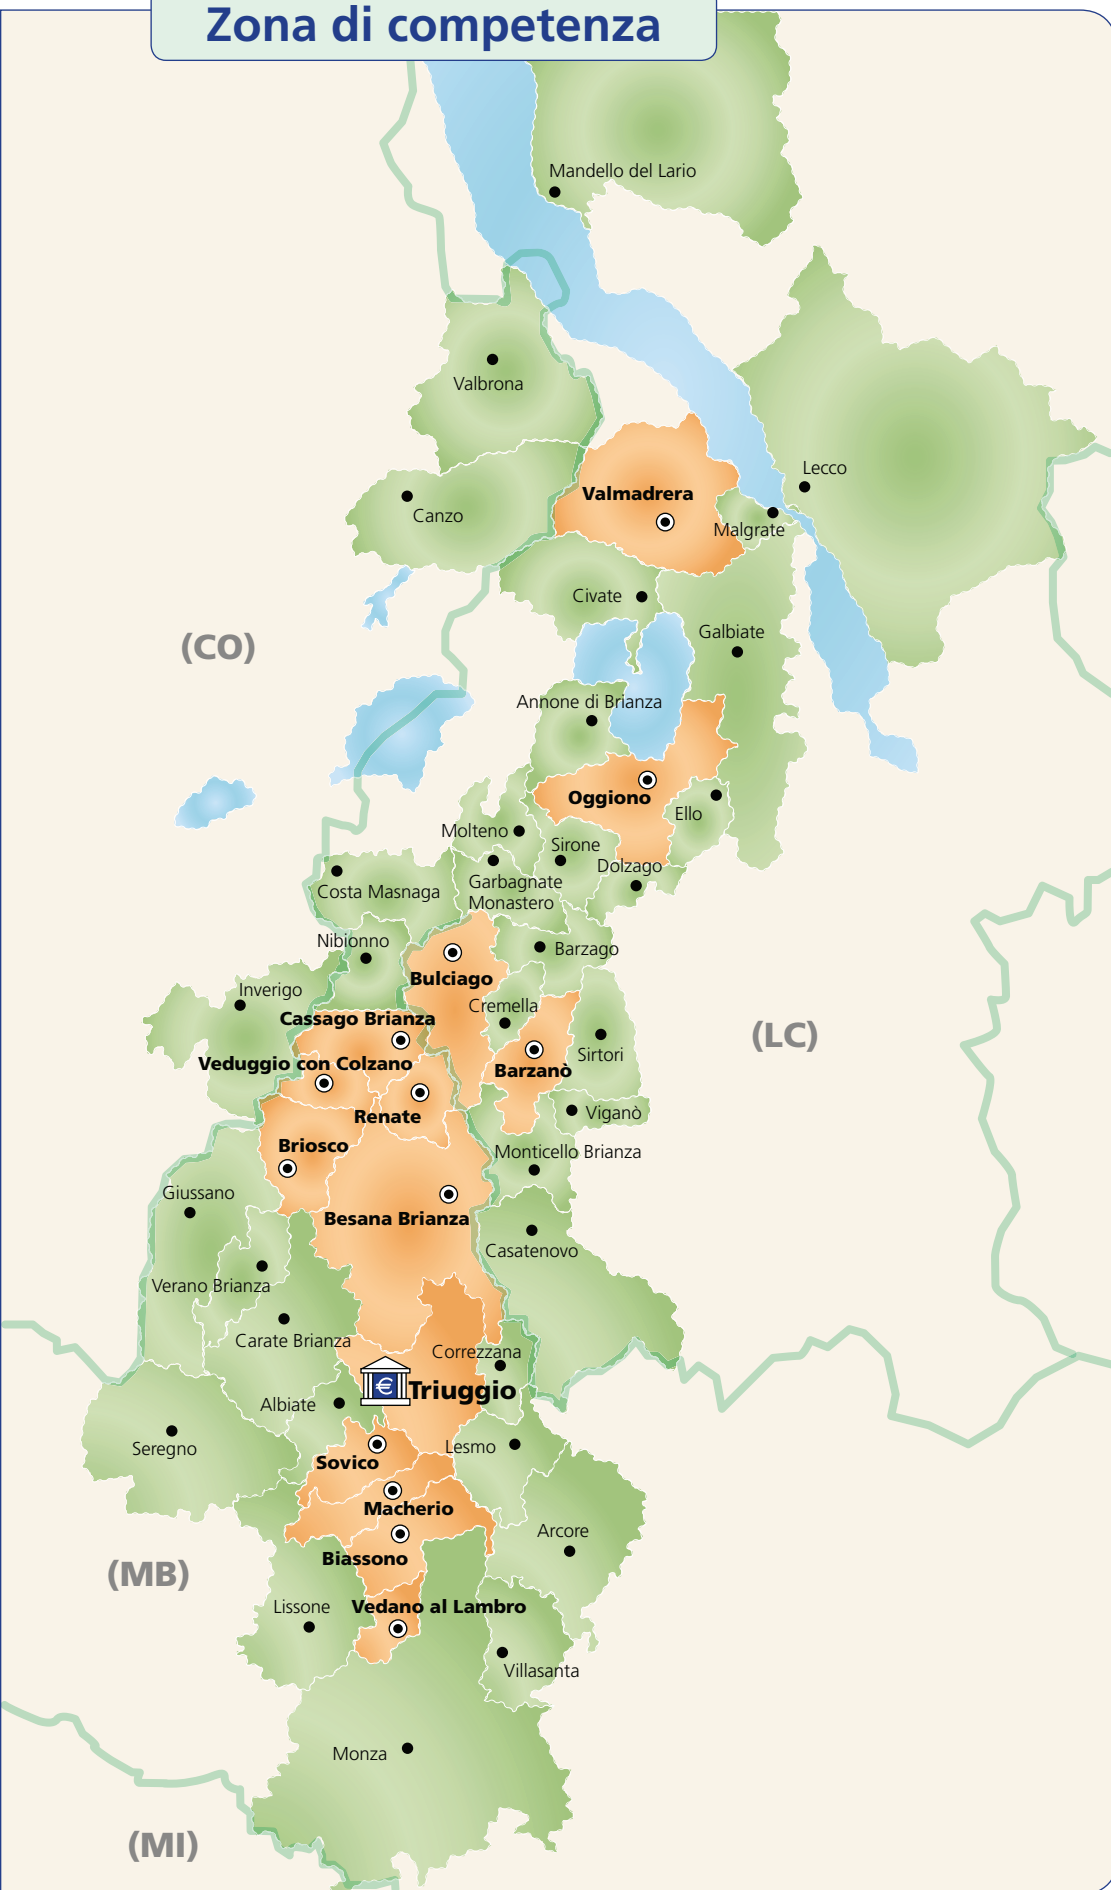 Zona di competenza
Mandello del Lario
Valbrona
Lecco
Valmadrera
Canzo
Malgrate
Civate
Galbiate
(CO)
Annone di Brianza
Oggiono
Ello
Molteno
Sirone
Dolzago
Garbagnate
Monastero
Costa Masnaga
Nibionno
Barzago
Bulciago
Inverigo
Cremella
Cassago Brianza
(LC)
Sirtori
Veduggio con Colzano
Barzanò
Renate
Viganò
Briosco
Monticello Brianza
Giussano
Besana Brianza
Casatenovo
Verano Brianza
Carate Brianza
Correzzana
€
Triuggio
Albiate
Seregno
Lesmo
Sovico
Macherio
Arcore
Biassono
(MB)
Lissone
Vedano al Lambro
Villasanta
Monza
(MI)